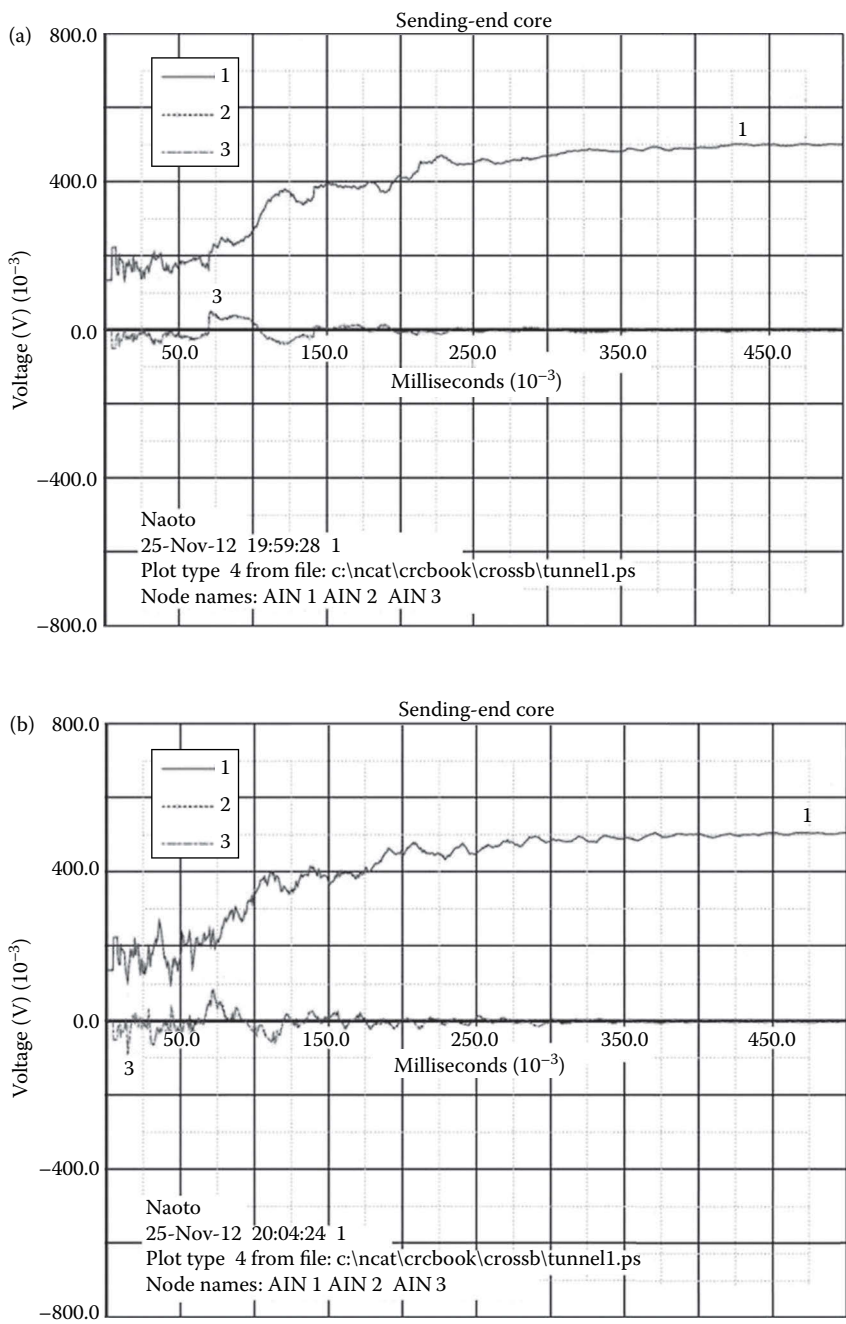 (a)
Sending-end core
800.0
400.0
0.0
−400.0
−800.0
Voltage (V) (10⁻³)
1
2
3
1
3
50.0 150.0 250.0 350.0 450.0
Milliseconds (10⁻³)
Naoto
25-Nov-12 19:59:28 1
Plot type 4 from file: c:\ncat\crcbook\crossb\tunnel1.ps
Node names: AIN 1 AIN 2 AIN 3
(b)
Sending-end core
800.0
400.0
0.0
−400.0
−800.0
Voltage (V) (10⁻³)
1
2
3
1
3
50.0 150.0 250.0 350.0 450.0
Milliseconds (10⁻³)
Naoto
25-Nov-12 20:04:24 1
Plot type 4 from file: c:\ncat\crcbook\crossb\tunnel1.ps
Node names: AIN 1 AIN 2 AIN 3